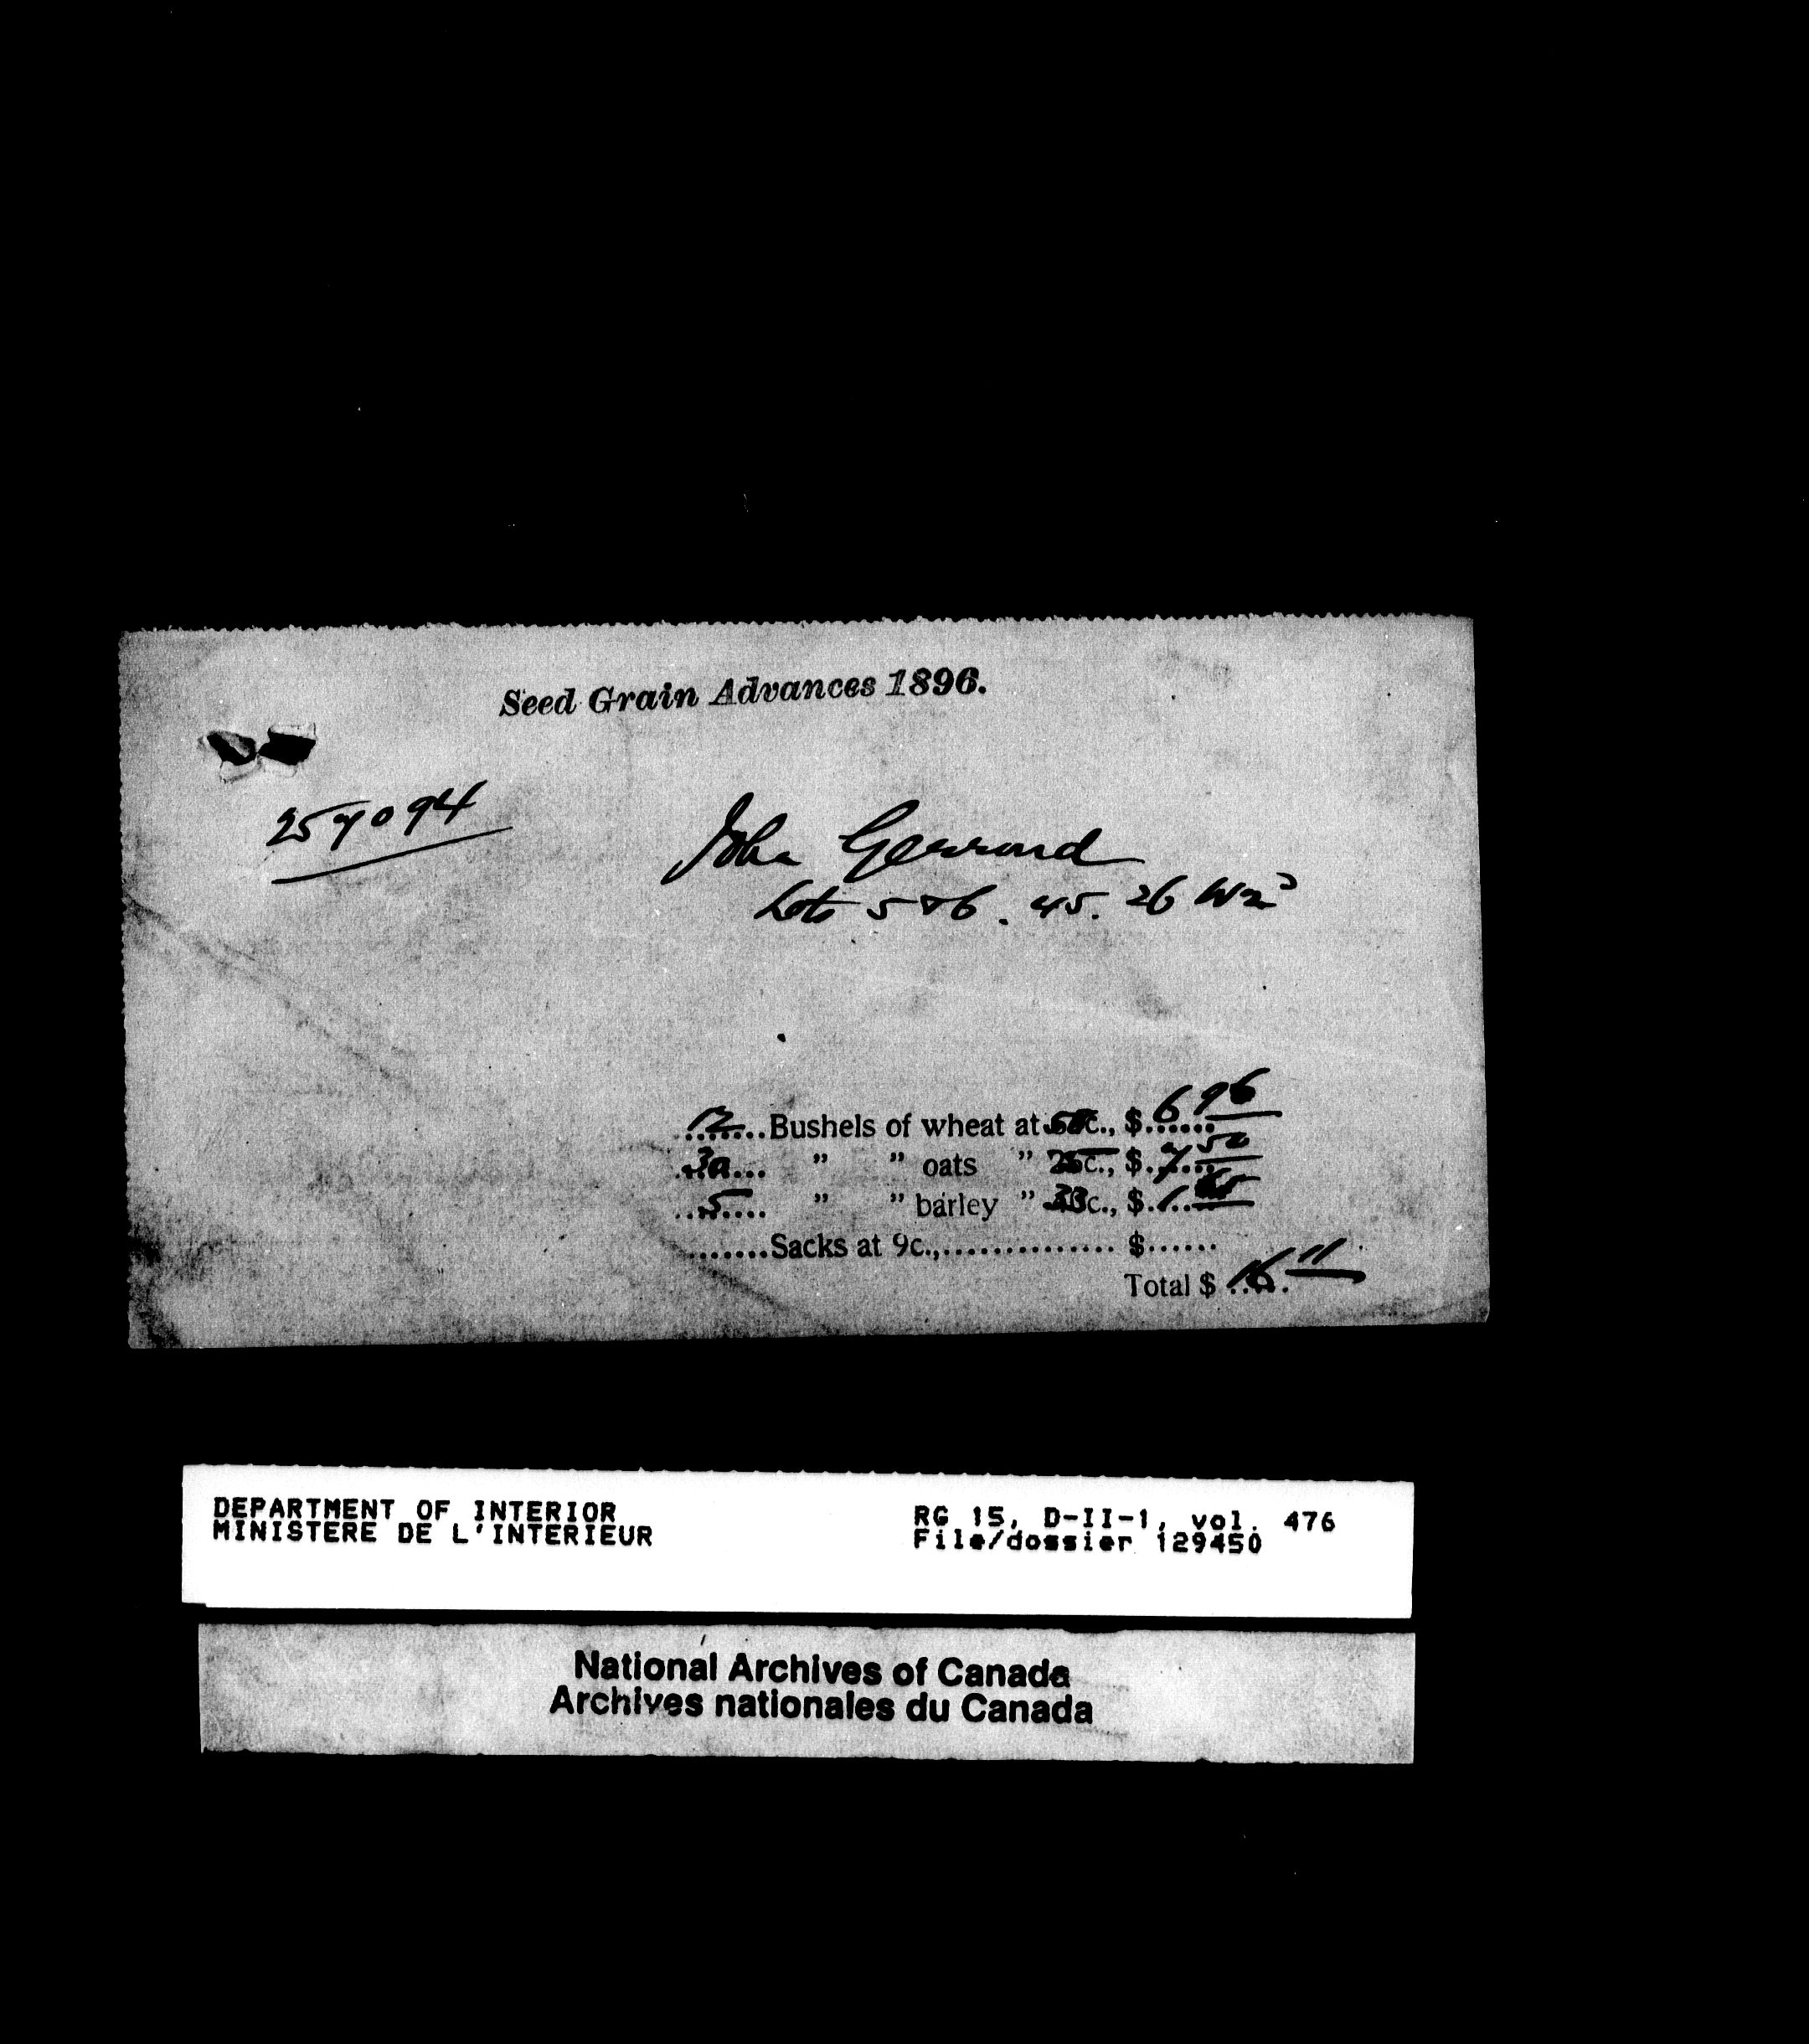 Seed Grain Advances 1896.
257094
John Gerrond
Lots 5 & 6. 45. 26 W2
12 Bushels of wheat at 58c., $ 6 96
30 " " oats " 25c., $ 7 50
5 " " barley " 33c., $ 1 65
Sacks at 9c., $
Total $ 16 11
DEPARTMENT OF INTERIOR
MINISTERE DE L'INTERIEUR
RG 15, D-II-1, vol. 476
File/dossier 129450
National Archives of Canada
Archives nationales du Canada